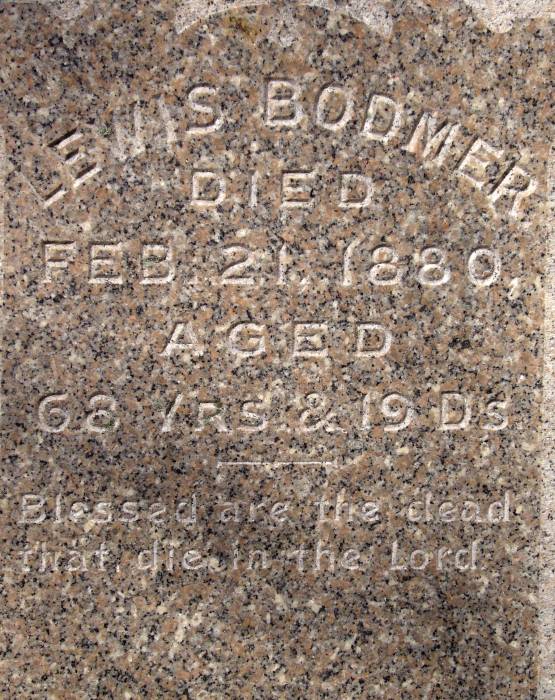 LEWIS BODMER
DIED
FEB. 21, 1880,
AGED
68 YRS. & 19 DS.
Blessed are the dead
that die in the Lord.